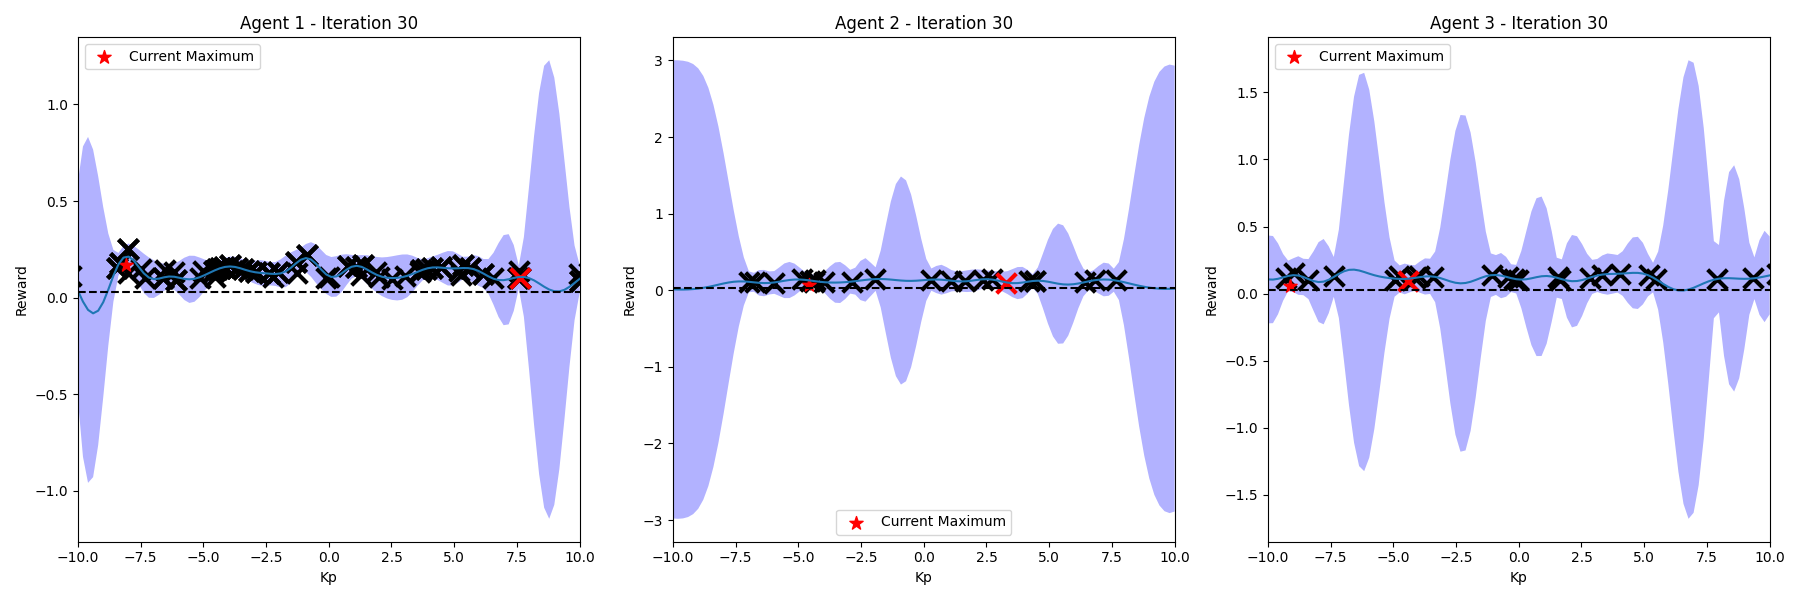 Agent 1 - Iteration 30
Current Maximum
1.0
0.5
0.0
−0.5
−1.0
Reward
−10.0 −7.5 −5.0 −2.5 0.0 2.5 5.0 7.5 10.0
Kp
Agent 2 - Iteration 30
3
2
1
0
−1
−2
−3
Reward
Current Maximum
−10.0 −7.5 −5.0 −2.5 0.0 2.5 5.0 7.5 10.0
Kp
Agent 3 - Iteration 30
Current Maximum
1.5
1.0
0.5
0.0
−0.5
−1.0
−1.5
Reward
−10.0 −7.5 −5.0 −2.5 0.0 2.5 5.0 7.5 10.0
Kp